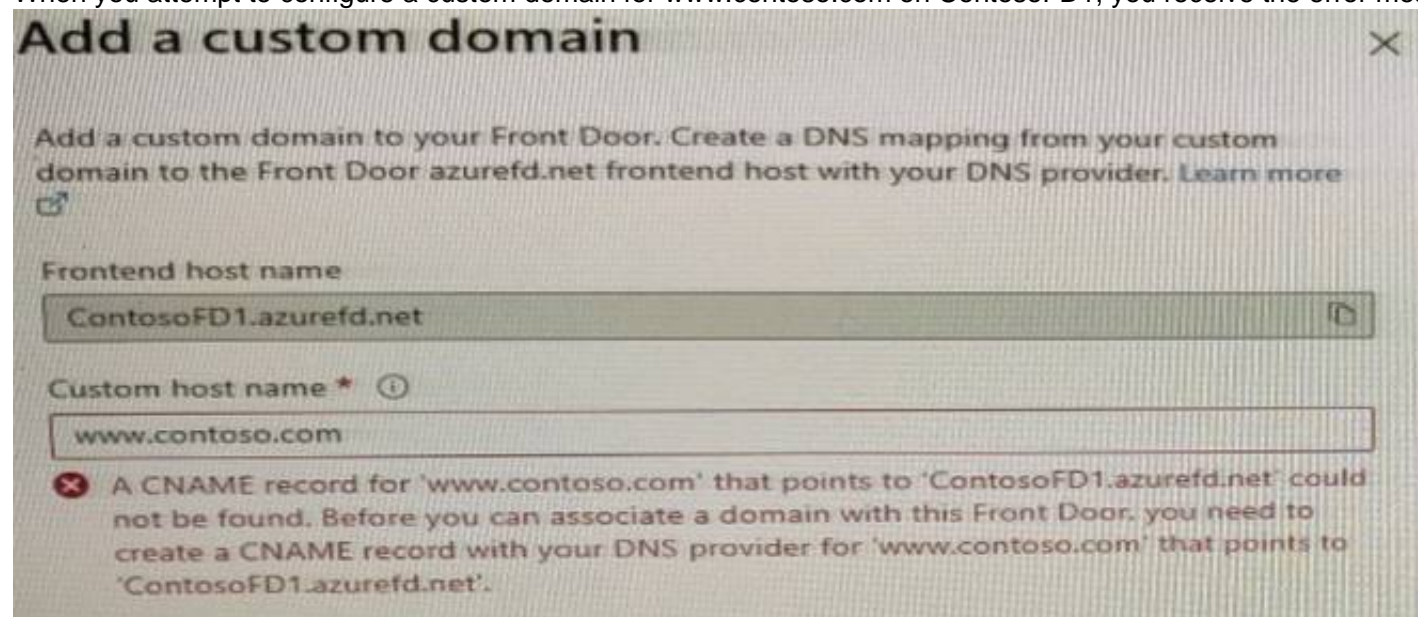 Add a custom domain
Add a custom domain to your Front Door. Create a DNS mapping from your custom
domain to the Front Door azurefd.net frontend host with your DNS provider. Learn more
Frontend host name
ContosoFD1.azurefd.net
Custom host name *
www.contoso.com
A CNAME record for 'www.contoso.com' that points to 'ContosoFD1.azurefd.net' could
not be found. Before you can associate a domain with this Front Door, you need to
create a CNAME record with your DNS provider for 'www.contoso.com' that points to
'ContosoFD1.azurefd.net'.